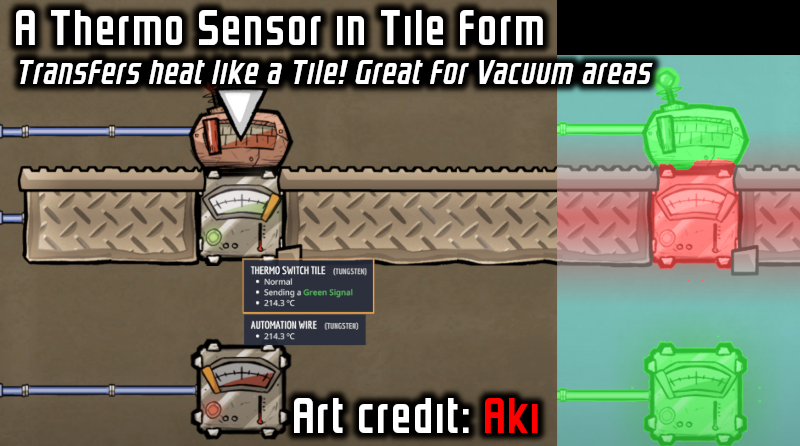 A Thermo Sensor in Tile Form
Transfers heat like a Tile! Great for Vacuum areas
THERMO SWITCH TILE (TUNGSTEN)
• Normal
• Sending a Green Signal
• 214.3 °C
AUTOMATION WIRE (TUNGSTEN)
• 214.3 °C
Art credit: Aki